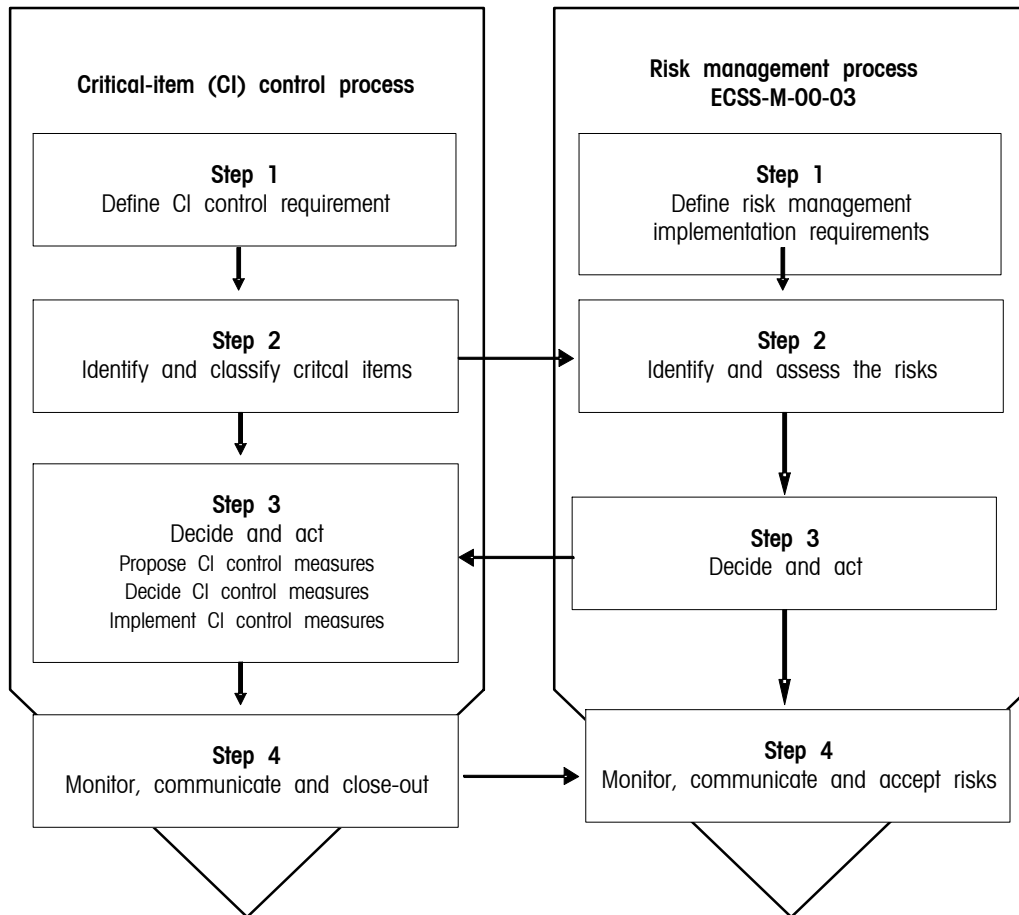 Critical-item (CI) control process
Step 1
Define CI control requirement
Step 2
Identify and classify critcal items
Step 3
Decide and act
Propose CI control measures
Decide CI control measures
Implement CI control measures
Step 4
Monitor, communicate and close-out
Risk management process
ECSS-M-00-03
Step 1
Define risk management
implementation requirements
Step 2
Identify and assess the risks
Step 3
Decide and act
Step 4
Monitor, communicate and accept risks